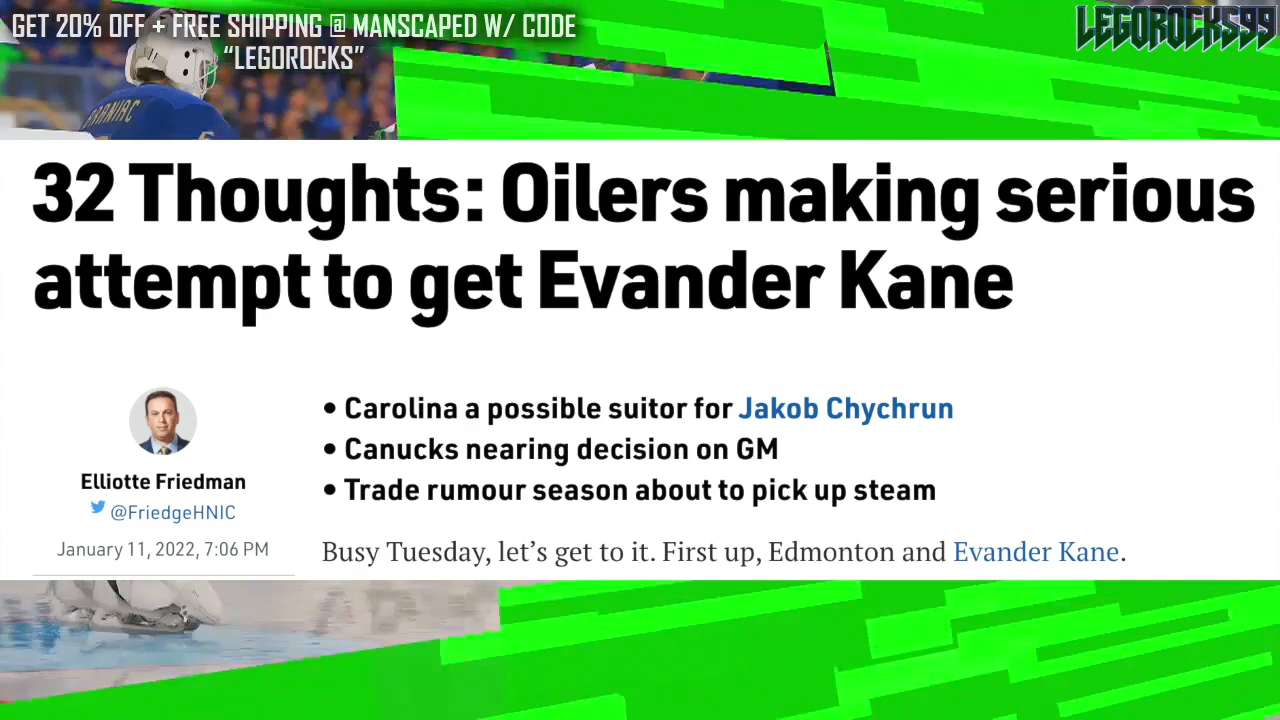 GET 20% OFF + FREE SHIPPING @ MANSCAPED W/ CODE
“LEGOROCKS”
LEGOROCKS99
32 Thoughts: Oilers making serious
attempt to get Evander Kane
Elliotte Friedman
@FriedgeHNIC
January 11, 2022, 7:06 PM
• Carolina a possible suitor for Jakob Chychrun
• Canucks nearing decision on GM
• Trade rumour season about to pick up steam
Busy Tuesday, let’s get to it. First up, Edmonton and Evander Kane.